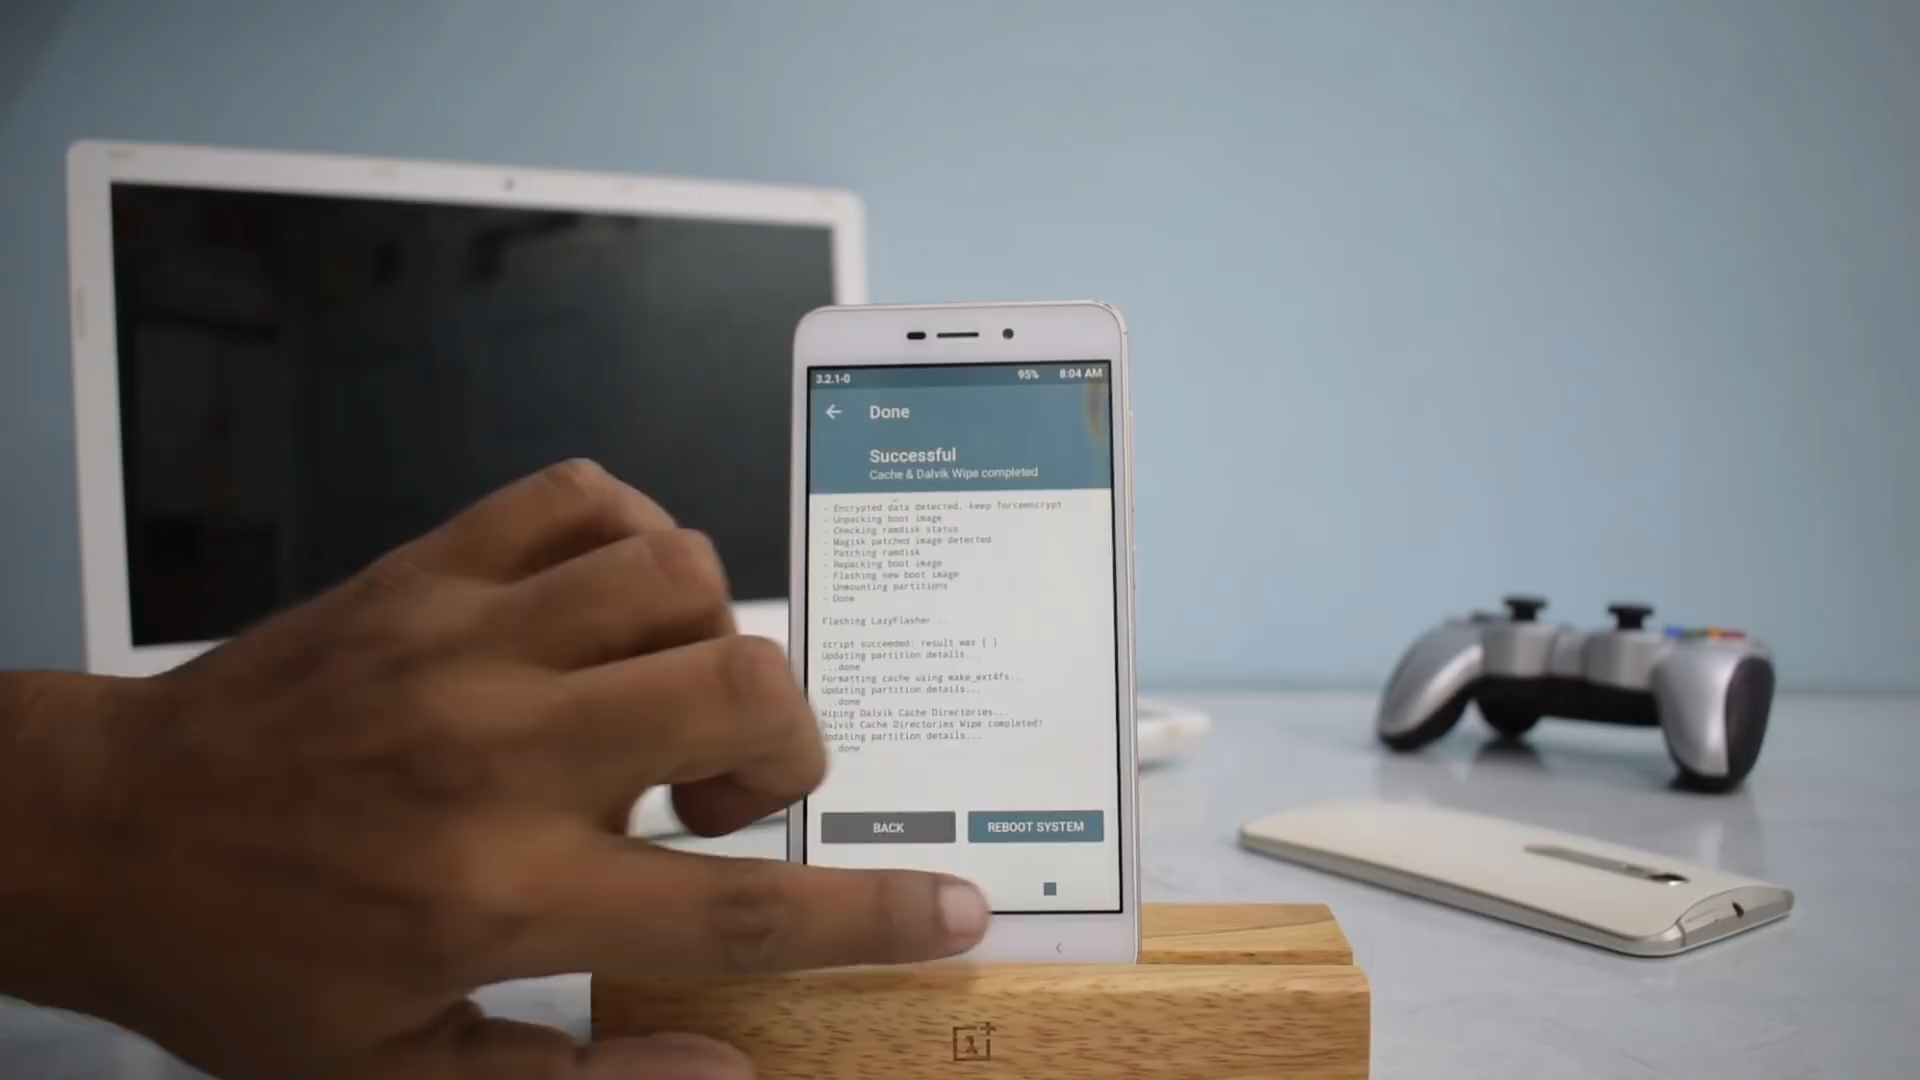 3.2.1-0 95% 8:04 AM
Done
Successful
Cache & Dalvik Wipe completed
- Encrypted data detected, keep forceencrypt
- Unpacking boot image
- Checking ramdisk status
- Magisk patched image detected
- Patching ramdisk
- Repacking boot image
- Flashing new boot image
- Unmounting partitions
- Done
Flashing LazyFlasher..
script succeeded: result was [ ]
Updating partition details...
...done
Formatting cache using make_ext4fs...
Updating partition details...
...done
Wiping Dalvik Cache Directories...
Dalvik Cache Directories Wipe completed!
Updating partition details...
...done
BACK
REBOOT SYSTEM